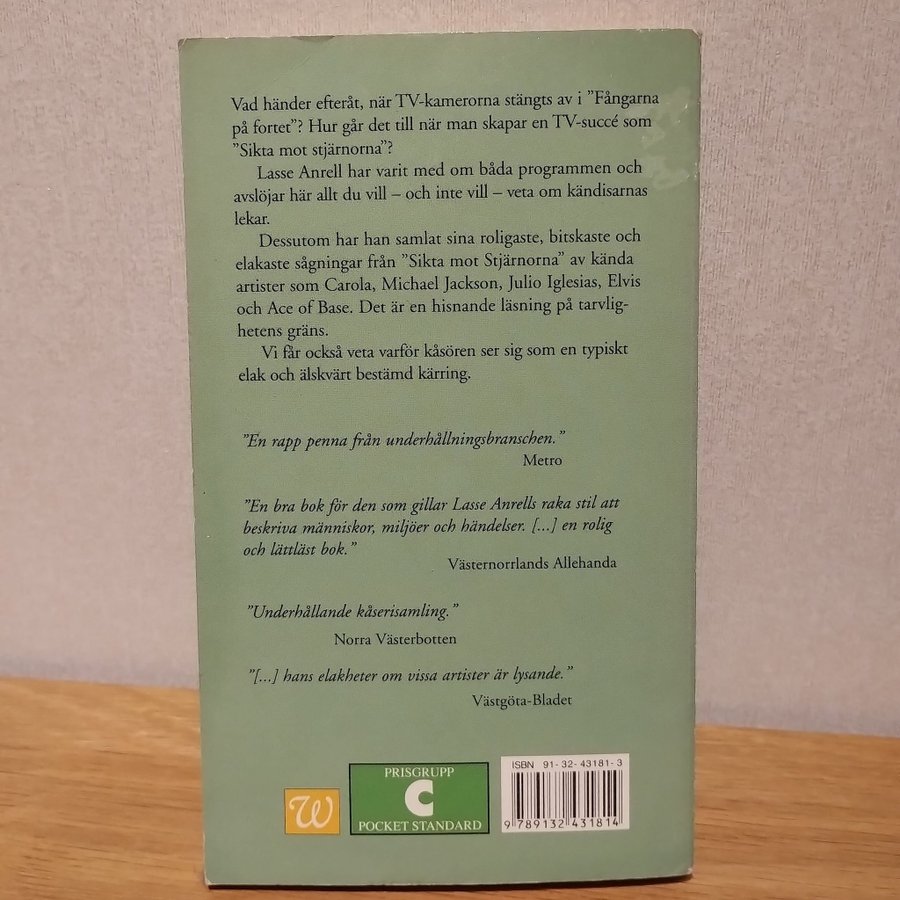 Vad händer efteråt, när TV-kamerorna stängts av i ”Fångarna
på fortet”? Hur går det till när man skapar en TV-succé som
”Sikta mot stjärnorna”?
Lasse Anrell har varit med om båda programmen och
avslöjar här allt du vill – och inte vill – veta om kändisarnas
lekar.
Dessutom har han samlat sina roligaste, bitskaste och
elakaste sågningar från ”Sikta mot Stjärnorna” av kända
artister som Carola, Michael Jackson, Julio Iglesias, Elvis
och Ace of Base. Det är en hisnande läsning på tarvlig-
hetens gräns.
Vi får också veta varför kåsören ser sig som en typiskt
elak och älskvärt bestämd kärring.
”En rapp penna från underhållningsbranschen.”
Metro
”En bra bok för den som gillar Lasse Anrells raka stil att
beskriva människor, miljöer och händelser. [...] en rolig
och lättläst bok.”
Västernorrlands Allehanda
”Underhållande kåserisamling.”
Norra Västerbotten
”[...] hans elakheter om vissa artister är lysande.”
Västgöta-Bladet
W
PRISGRUPP
C
POCKET STANDARD
ISBN 91-32-43181-3
9 789132 431814